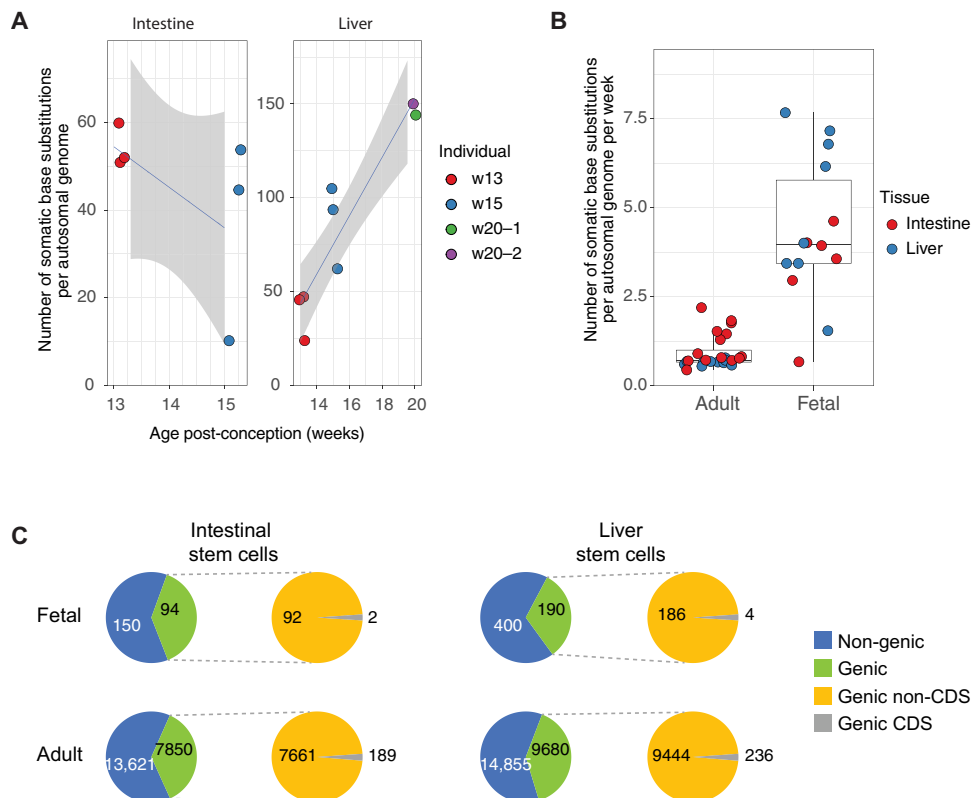 A
Intestine
Liver
Number of somatic base substitutions
per autosomal genome
60
40
20
0
13
14
15
150
100
50
0
14
16
18
20
Age post-conception (weeks)
Individual
w13
w15
w20–1
w20–2
B
Number of somatic base substitutions
per autosomal genome per week
7.5
5.0
2.5
0.0
Adult
Fetal
Tissue
Intestine
Liver
C
Intestinal
stem cells
Liver
stem cells
Fetal
150
94
92
2
400
190
186
4
Adult
13,621
7850
7661
189
14,855
9680
9444
236
Non-genic
Genic
Genic non-CDS
Genic CDS